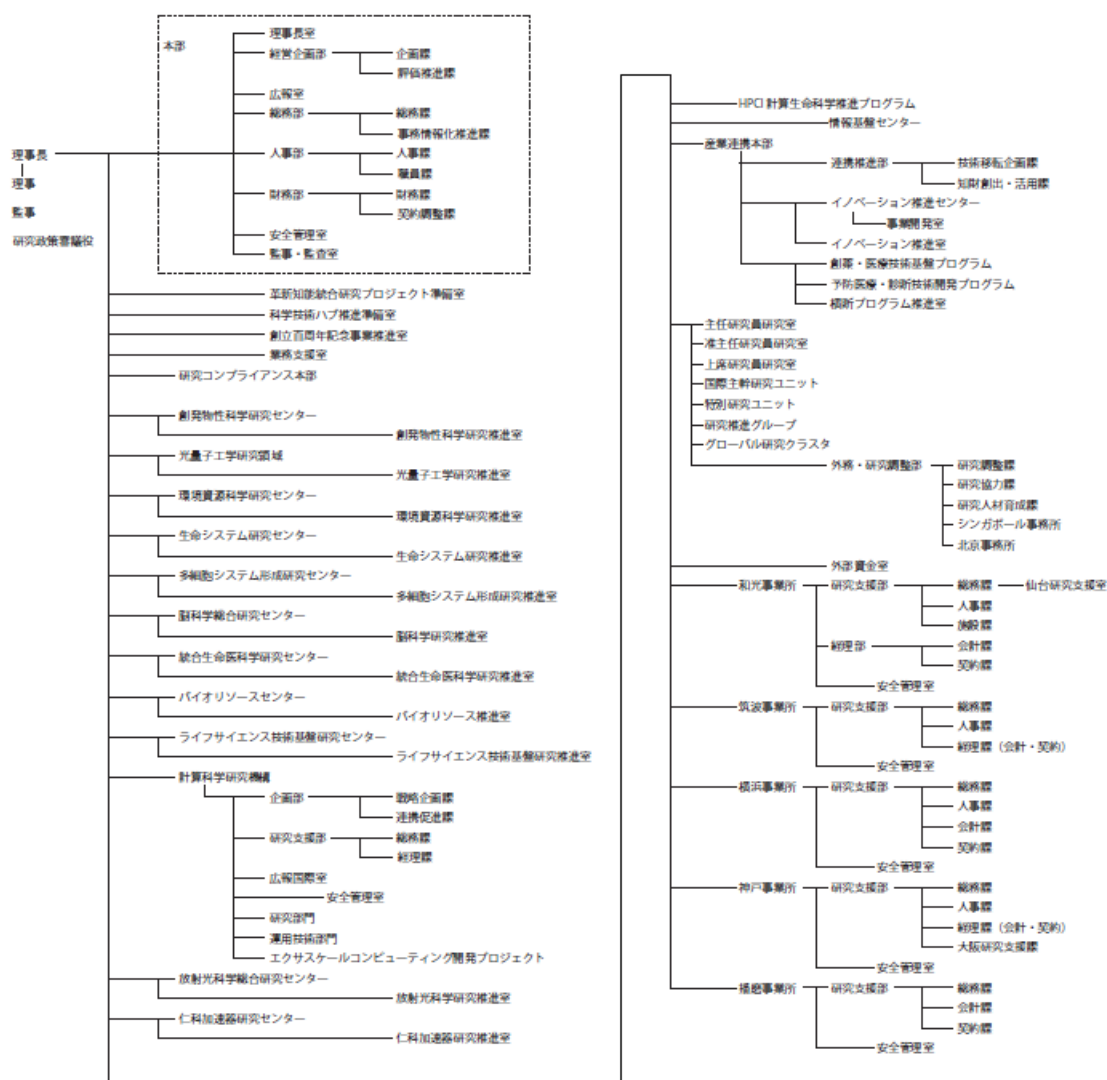 本部
理事長室
経営企画部
企画課
評価推進課
広報室
総務部
総務課
事務情報化推進課
理事長
人事部
人事課
理事
職員課
財務部
財務課
監事
契約調整課
研究政策審議役
安全管理室
監事・監査室
革新知能統合研究プロジェクト準備室
科学技術ハブ推進準備室
創立百周年記念事業推進室
業務支援室
研究コンプライアンス本部
創発物性科学研究センター
創発物性科学研究推進室
光量子工学研究領域
光量子工学研究推進室
環境資源科学研究センター
環境資源科学研究推進室
生命システム研究センター
生命システム研究推進室
多細胞システム形成研究センター
多細胞システム形成研究推進室
脳科学総合研究センター
脳科学研究推進室
統合生命医科学研究センター
統合生命医科学研究推進室
バイオリソースセンター
バイオリソース推進室
ライフサイエンス技術基盤研究センター
ライフサイエンス技術基盤研究推進室
計算科学研究機構
企画部
戦略企画課
連携促進課
研究支援部
総務課
経理課
広報国際室
安全管理室
研究部門
運用技術部門
エクサスケールコンピューティング開発プロジェクト
放射光科学総合研究センター
放射光科学研究推進室
仁科加速器研究センター
仁科加速器研究推進室
HPCI 計算生命科学推進プログラム
情報基盤センター
産業連携本部
連携推進部
技術移転企画課
知財創出・活用課
イノベーション推進センター
事業開発室
イノベーション推進室
創薬・医療技術基盤プログラム
予防医療・診断技術開発プログラム
横断プログラム推進室
主任研究員研究室
准主任研究員研究室
上席研究員研究室
国際主幹研究ユニット
特別研究ユニット
研究推進グループ
グローバル研究クラスタ
外務・研究調整部
研究調整課
研究協力課
研究人材育成課
シンガポール事務所
北京事務所
外部資金室
和光事業所
研究支援部
総務課
仙台研究支援室
人事課
施設課
経理部
会計課
契約課
安全管理室
筑波事業所
研究支援部
総務課
人事課
経理課（会計・契約）
安全管理室
横浜事業所
研究支援部
総務課
人事課
会計課
契約課
安全管理室
神戸事業所
研究支援部
総務課
人事課
経理課（会計・契約）
大阪研究支援課
安全管理室
播磨事業所
研究支援部
総務課
会計課
契約課
安全管理室